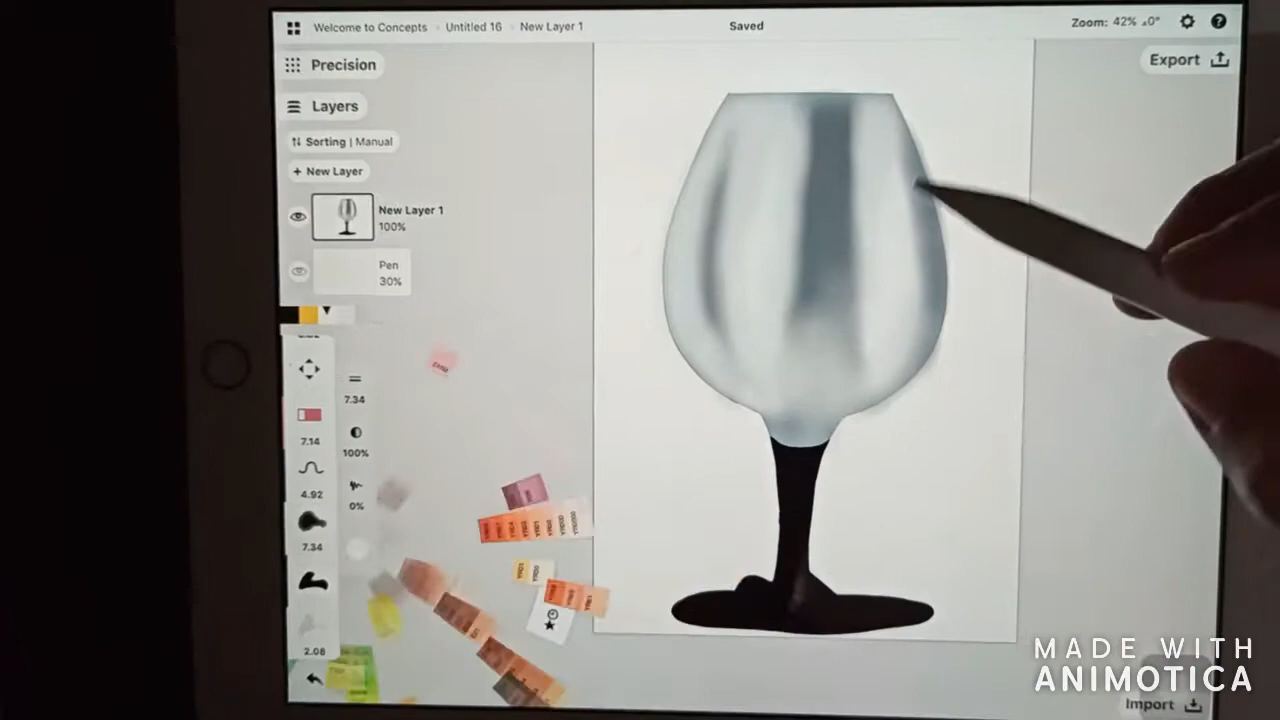 Welcome to Concepts Untitled 16 New Layer 1
Saved
Zoom: 42% 0°
Precision
Export
Layers
Sorting | Manual
+ New Layer
New Layer 1
100%
Pen
30%
7.34
7.14
100%
4.92
0%
7.34
2.08
MADE WITH
ANIMOTICA
Import